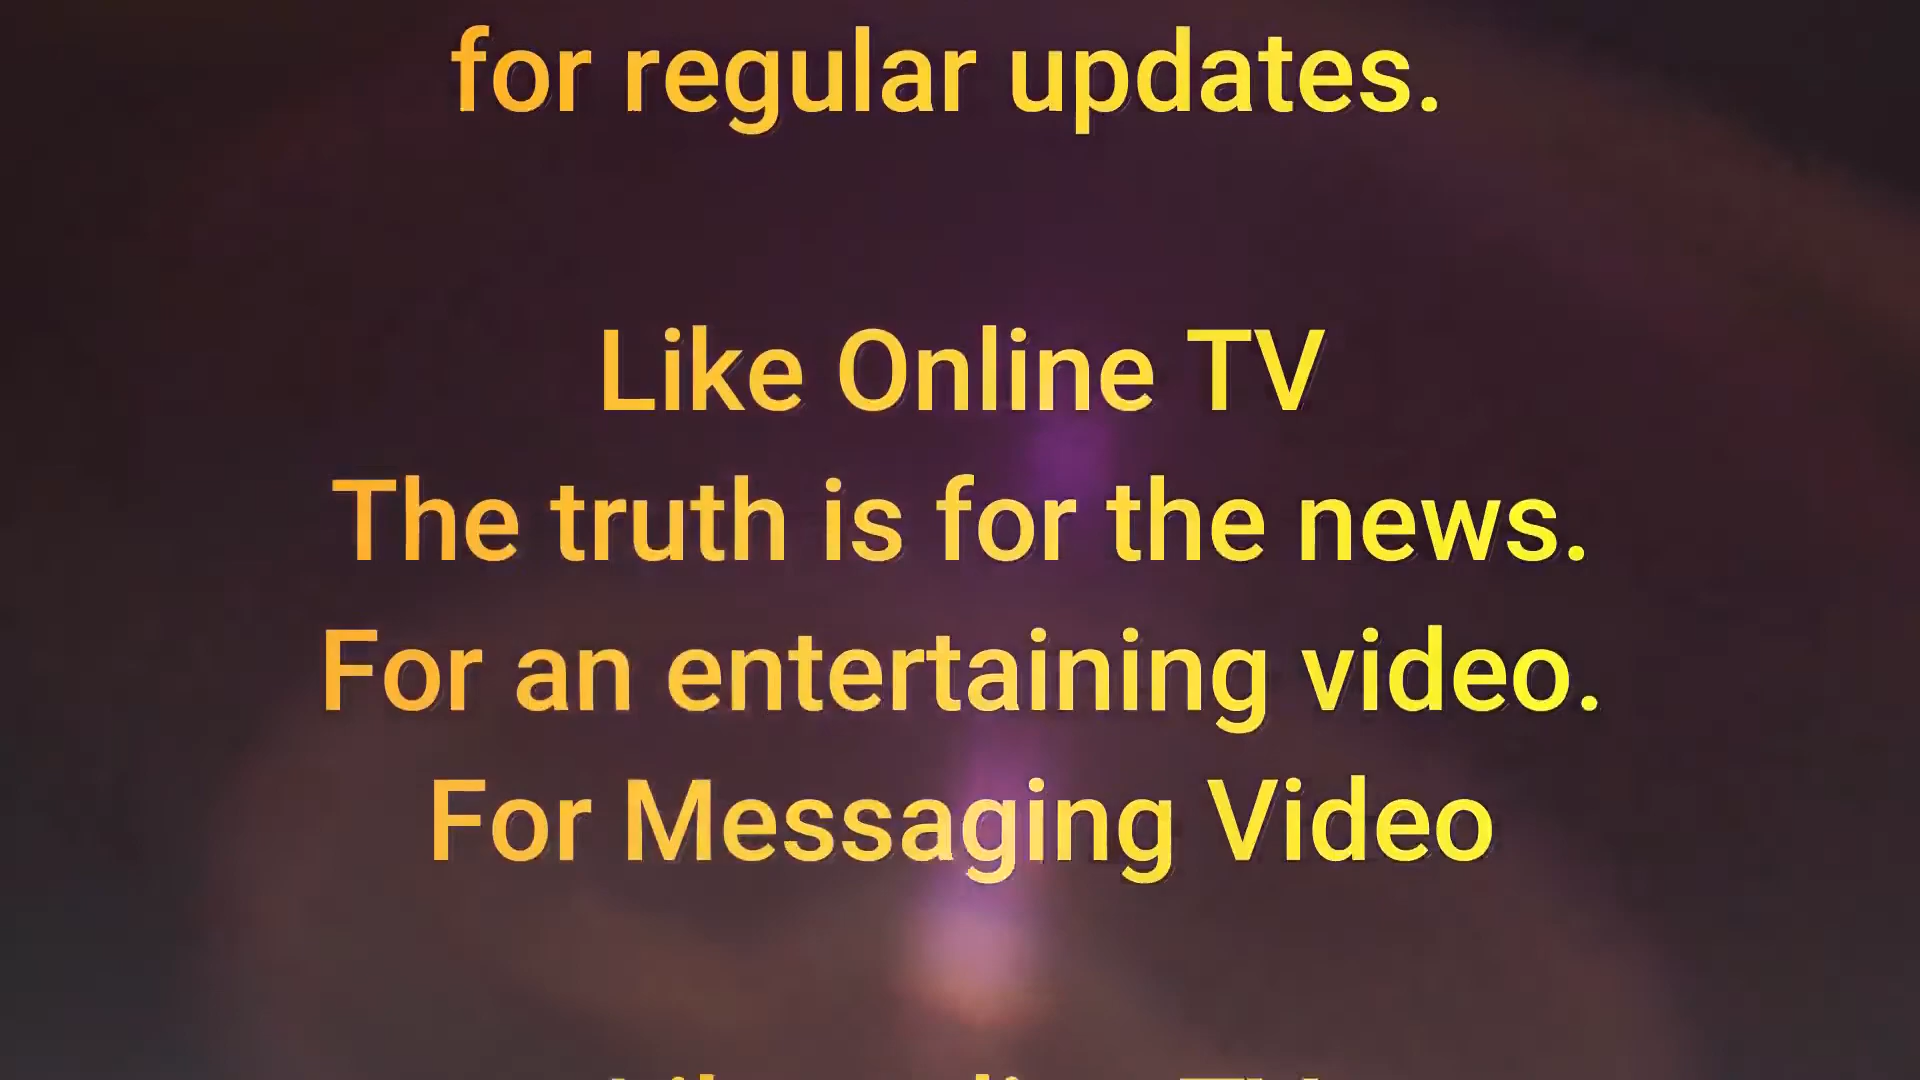 for regular updates.
Like Online TV
The truth is for the news.
For an entertaining video.
For Messaging Video